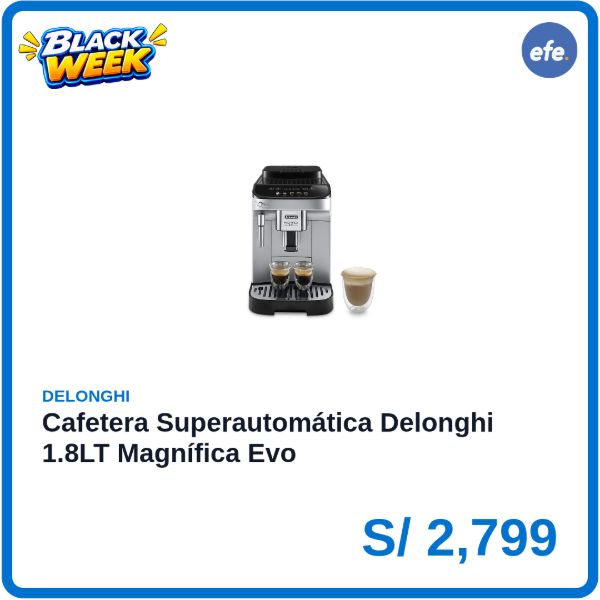 BLACK
WEEK
efe.
DELONGHI
Cafetera Superautomática Delonghi
1.8LT Magnífica Evo
S/ 2,799